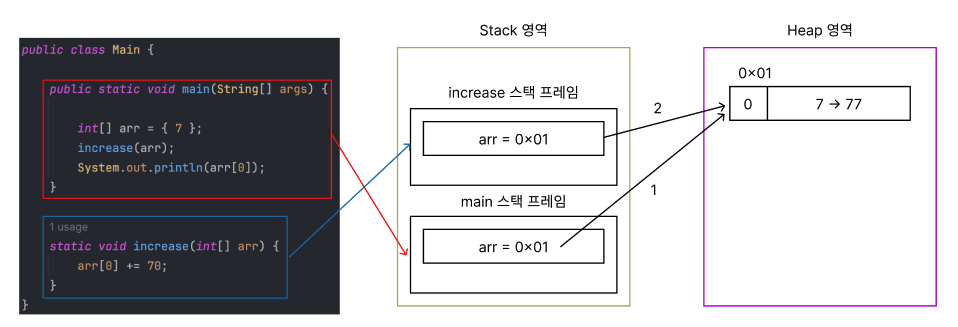 public class Main {
public static void main(String[] args) {
int[] arr = { 7 };
increase(arr);
System.out.println(arr[0]);
}
1 usage
static void increase(int[] arr) {
arr[0] += 70;
}
}
Stack 영역
increase 스택 프레임
arr = 0×01
main 스택 프레임
arr = 0×01
2
1
Heap 영역
0×01
0
7 → 77